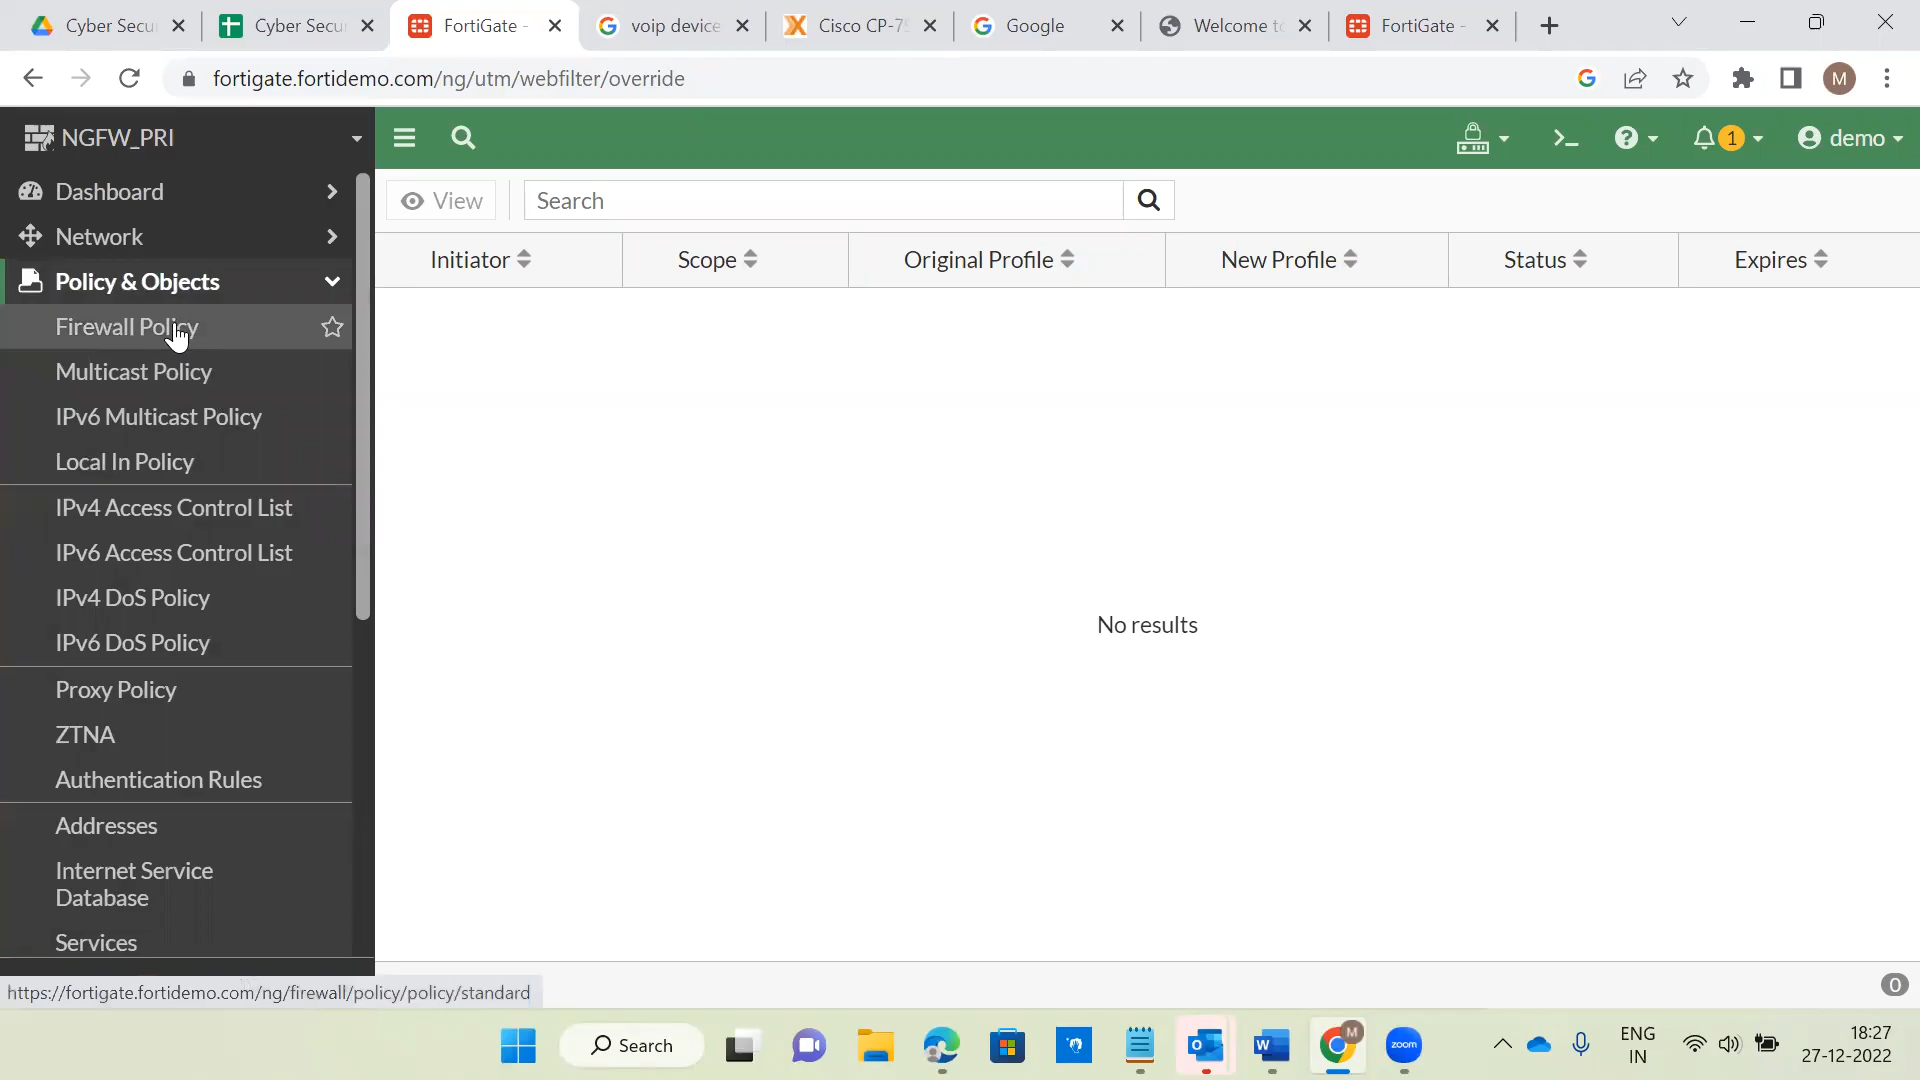 Cyber Secu
Cyber Secu
FortiGate -
voip device
Cisco CP-79
Google
Welcome to
FortiGate -
fortigate.fortidemo.com/ng/utm/webfilter/override
M
NGFW_PRI
1
demo
Dashboard
Network
Policy & Objects
Firewall Policy
Multicast Policy
IPv6 Multicast Policy
Local In Policy
IPv4 Access Control List
IPv6 Access Control List
IPv4 DoS Policy
IPv6 DoS Policy
Proxy Policy
ZTNA
Authentication Rules
Addresses
Internet Service
Database
Services
View
Search
Initiator
Scope
Original Profile
New Profile
Status
Expires
No results
0
https://fortigate.fortidemo.com/ng/firewall/policy/policy/standard
Search
M
zoom
ENG
IN
18:27
27-12-2022